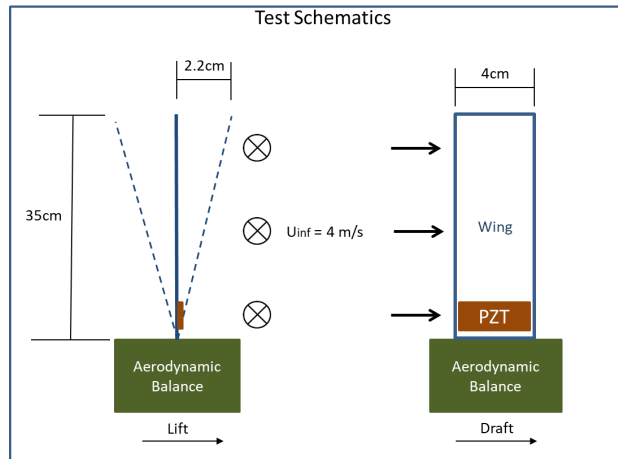 Test Schematics
2.2cm
4cm
35cm
Uinf = 4 m/s
Wing
PZT
Aerodynamic
Balance
Aerodynamic
Balance
Lift
Draft